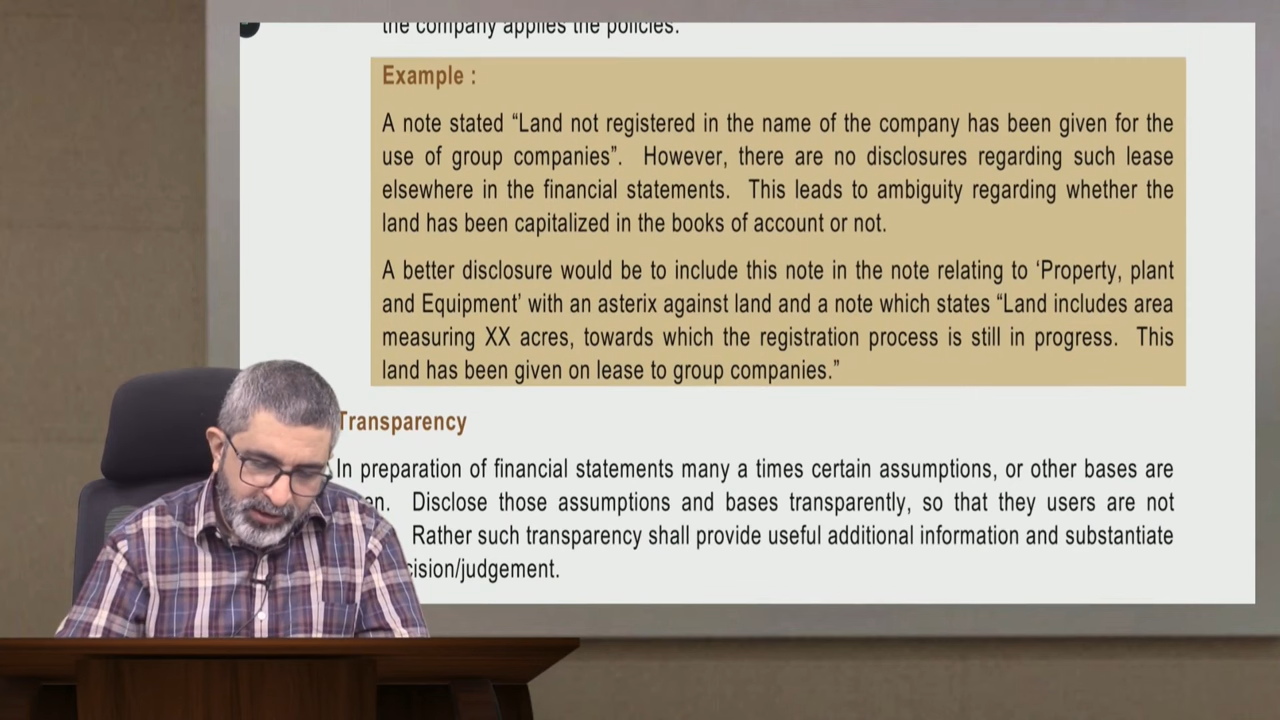 the company applies the policies.
Example :
A note stated “Land not registered in the name of the company has been given for the
use of group companies”. However, there are no disclosures regarding such lease
elsewhere in the financial statements. This leads to ambiguity regarding whether the
land has been capitalized in the books of account or not.
A better disclosure would be to include this note in the note relating to ‘Property, plant
and Equipment’ with an asterix against land and a note which states “Land includes area
measuring XX acres, towards which the registration process is still in progress. This
land has been given on lease to group companies.”
Transparency
In preparation of financial statements many a times certain assumptions, or other bases are
Disclose those assumptions and bases transparently, so that they users are not
Rather such transparency shall provide useful additional information and substantiate